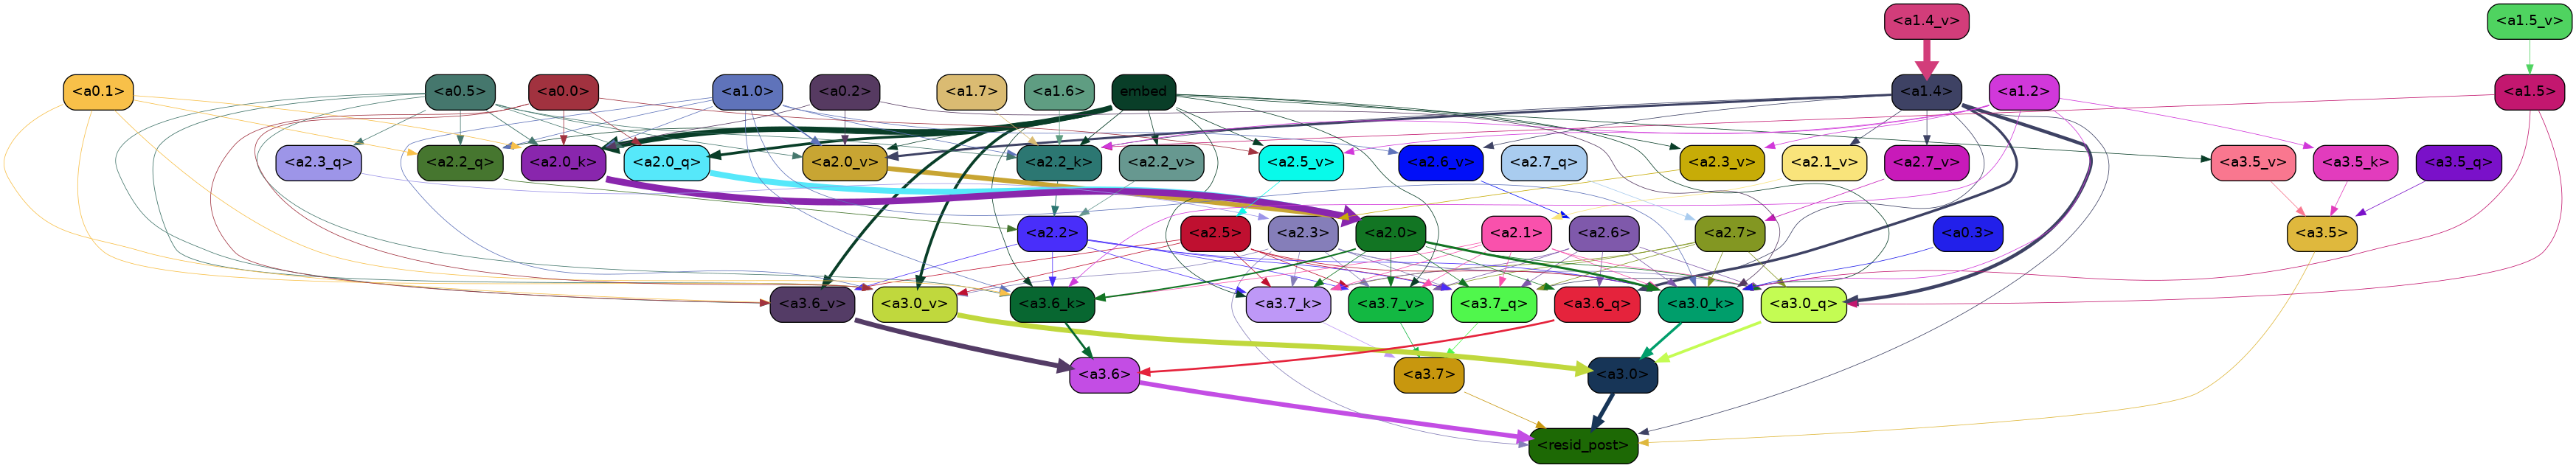 <a1.4_v> <a1.5_v>
<a0.1> <a0.5> <a0.0> <a1.0> <a0.2> <a1.7> <a1.6> embed <a1.4> <a1.2> <a1.5>
<a2.3_q> <a2.2_q> <a2.0_k> <a2.0_q> <a2.0_v> <a2.2_k> <a2.2_v> <a2.5_v> <a2.6_v> <a2.7_q> <a2.3_v> <a2.1_v> <a2.7_v> <a3.5_v> <a3.5_k> <a3.5_q>
<a2.2> <a2.5> <a2.3> <a2.0> <a2.1> <a2.6> <a2.7> <a0.3> <a3.5>
<a3.6_v> <a3.0_v> <a3.6_k> <a3.7_k> <a3.7_v> <a3.7_q> <a3.6_q> <a3.0_k> <a3.0_q>
<a3.6> <a3.7> <a3.0>
<resid_post>